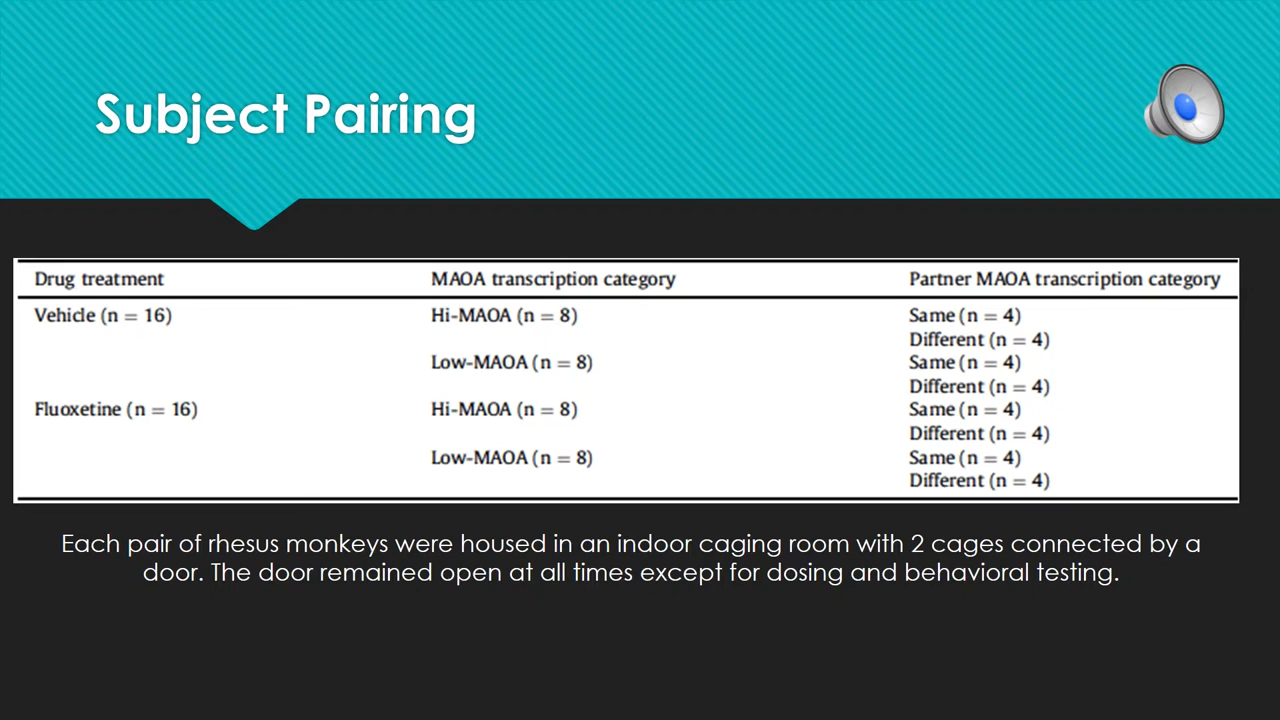 Subject Pairing
Drug treatment MAOA transcription category Partner MAOA transcription category
Vehicle (n = 16) Hi-MAOA (n = 8) Same (n = 4)
Different (n = 4)
Low-MAOA (n = 8) Same (n = 4)
Different (n = 4)
Fluoxetine (n = 16) Hi-MAOA (n = 8) Same (n = 4)
Different (n = 4)
Low-MAOA (n = 8) Same (n = 4)
Different (n = 4)
Each pair of rhesus monkeys were housed in an indoor caging room with 2 cages connected by a
door. The door remained open at all times except for dosing and behavioral testing.